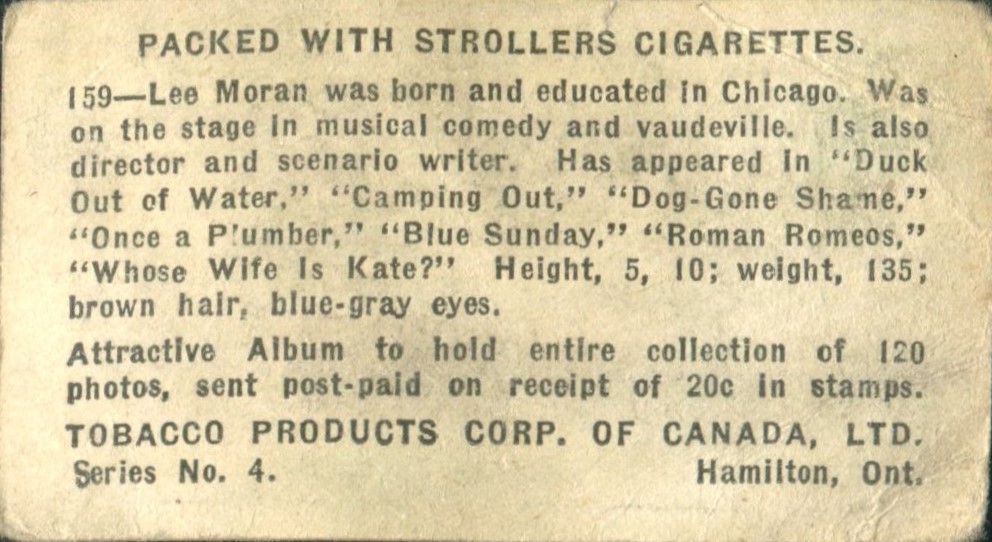 PACKED WITH STROLLERS CIGARETTES.
159—Lee Moran was born and educated in Chicago. Was
on the stage in musical comedy and vaudeville. Is also
director and scenario writer. Has appeared in “Duck
Out of Water,” “Camping Out,” “Dog-Gone Shame,”
“Once a P'umber,” “Blue Sunday,” “Roman Romeos,”
“Whose Wife Is Kate?” Height, 5, 10; weight, 135;
brown hair, blue-gray eyes.
Attractive Album to hold entire collection of 120
photos, sent post-paid on receipt of 20c in stamps.
TOBACCO PRODUCTS CORP. OF CANADA, LTD.
Series No. 4. Hamilton, Ont.